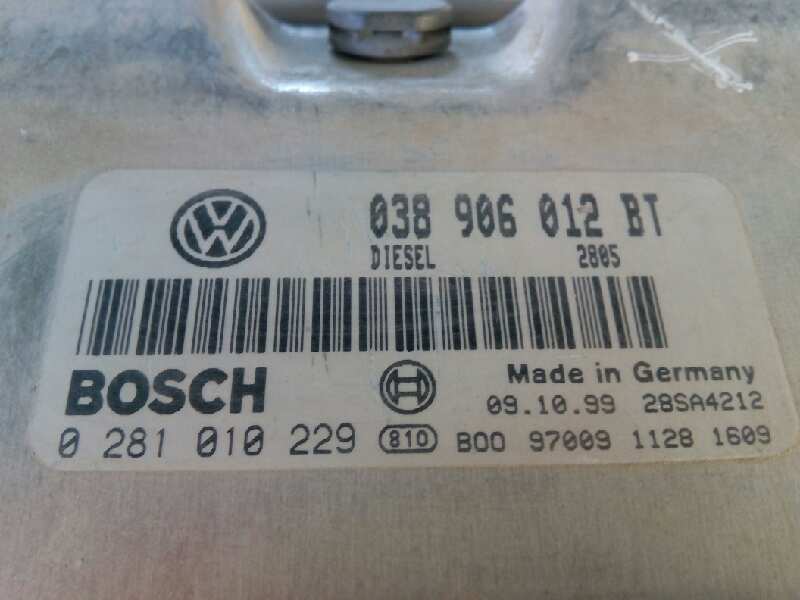 038 906 012 BT
DIESEL 2805
BOSCH
Made in Germany
09.10.99 28SA4212
0 281 010 229 810 B00 97009 1128 1609